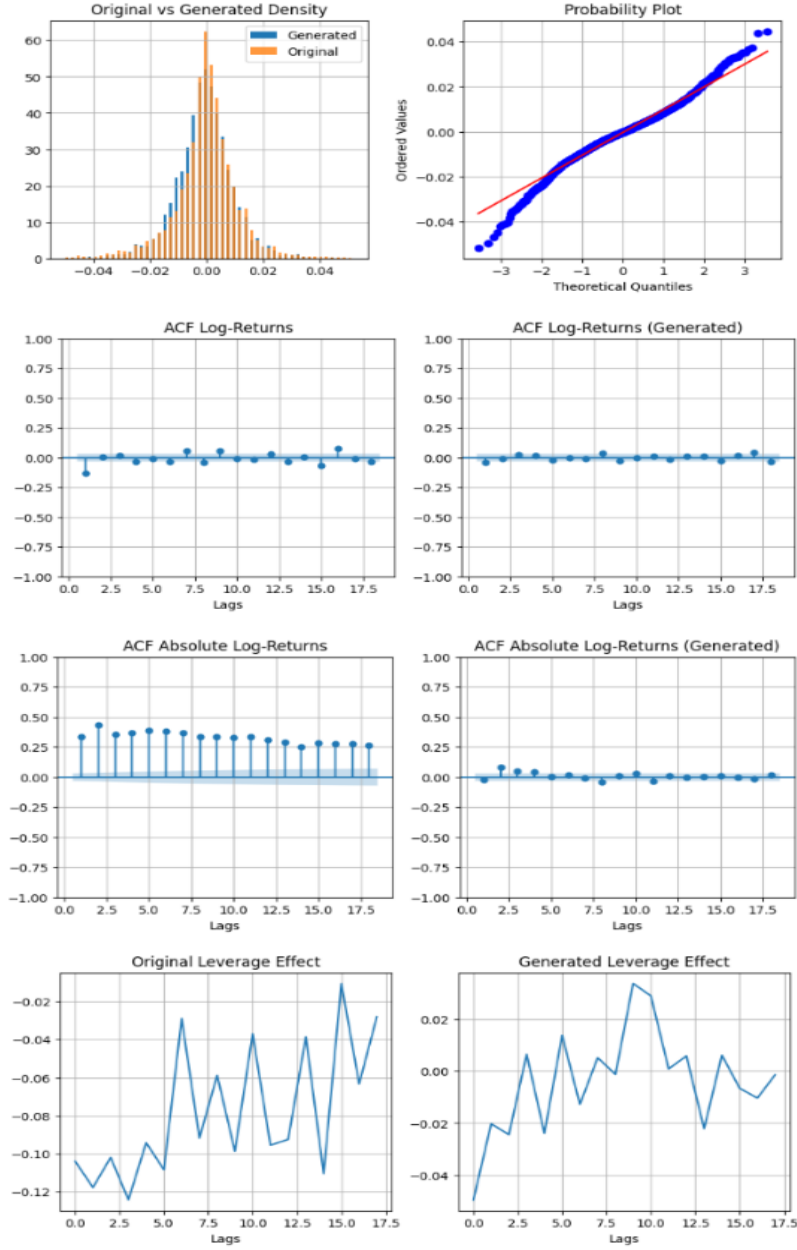 Original vs Generated Density
60
50
40
30
20
10
0
−0.04 −0.02 0.00 0.02 0.04
Generated
Original
Probability Plot
Ordered Values
0.04
0.02
0.00
−0.02
−0.04
−3 −2 −1 0 1 2 3
Theoretical Quantiles
ACF Log-Returns
1.00
0.75
0.50
0.25
0.00
−0.25
−0.50
−0.75
−1.00
0.0 2.5 5.0 7.5 10.0 12.5 15.0 17.5
Lags
ACF Log-Returns (Generated)
1.00
0.75
0.50
0.25
0.00
−0.25
−0.50
−0.75
−1.00
0.0 2.5 5.0 7.5 10.0 12.5 15.0 17.5
Lags
ACF Absolute Log-Returns
1.00
0.75
0.50
0.25
0.00
−0.25
−0.50
−0.75
−1.00
0.0 2.5 5.0 7.5 10.0 12.5 15.0 17.5
Lags
ACF Absolute Log-Returns (Generated)
1.00
0.75
0.50
0.25
0.00
−0.25
−0.50
−0.75
−1.00
0.0 2.5 5.0 7.5 10.0 12.5 15.0 17.5
Lags
Original Leverage Effect
−0.02
−0.04
−0.06
−0.08
−0.10
−0.12
0.0 2.5 5.0 7.5 10.0 12.5 15.0 17.5
Lags
Generated Leverage Effect
0.02
0.00
−0.02
−0.04
0.0 2.5 5.0 7.5 10.0 12.5 15.0 17.5
Lags